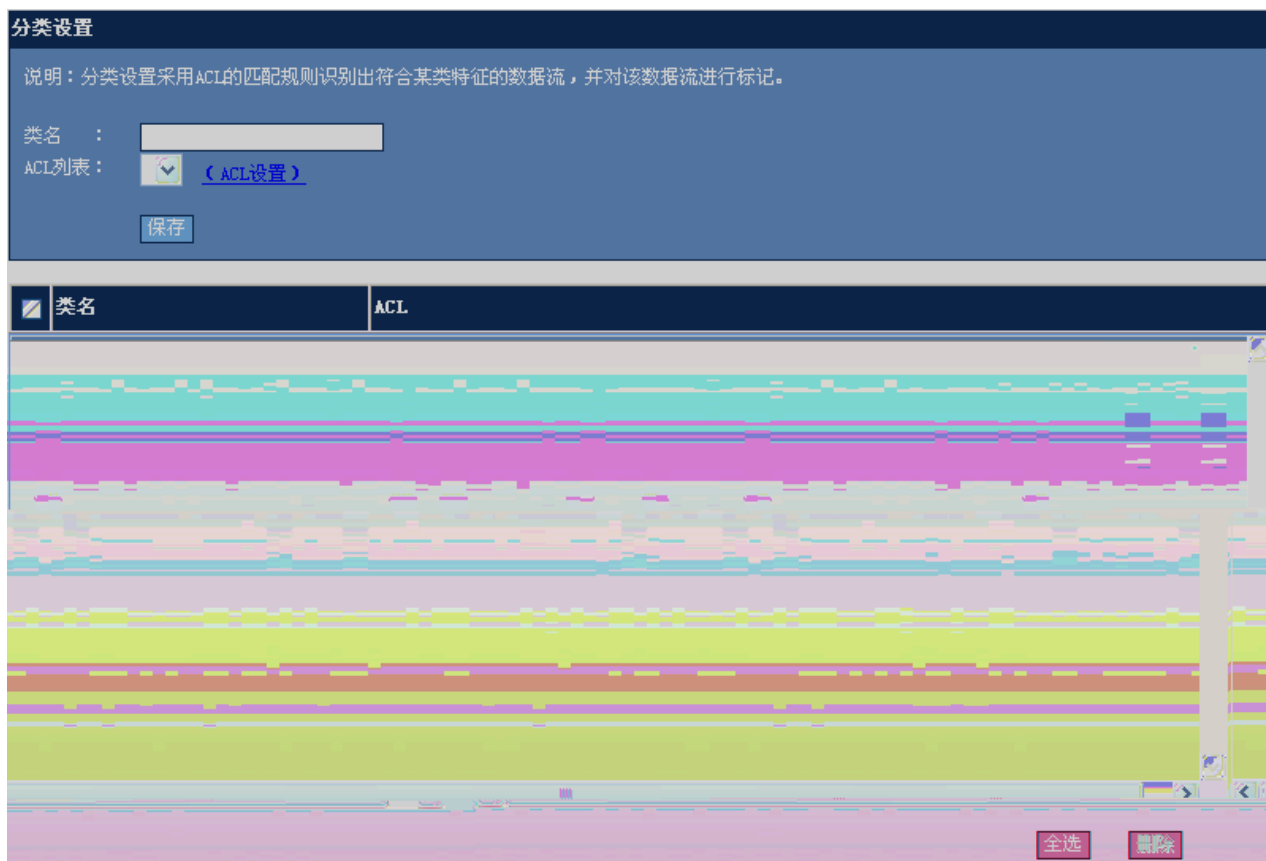 分类设置
说明：分类设置采用ACL的匹配规则识别出符合某类特征的数据流，并对该数据流进行标记。
类名 ：
ACL列表： （ACL设置）
保存
类名 ACL
全选 删除